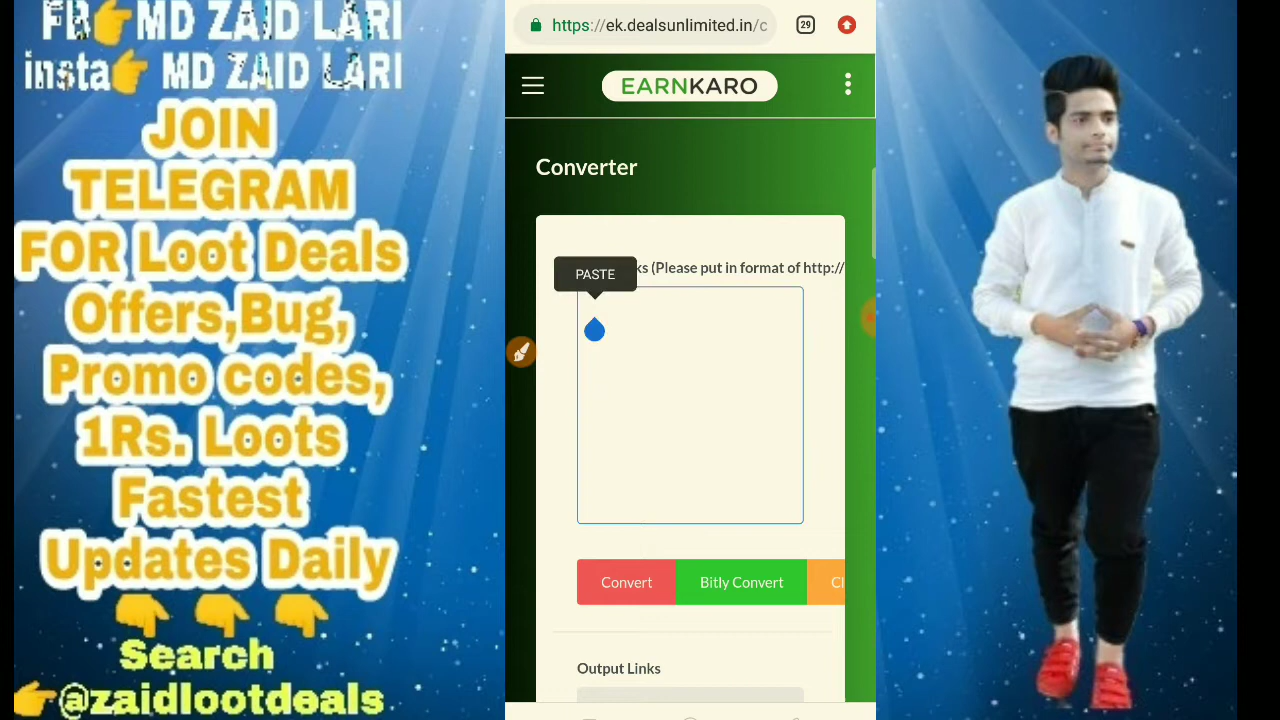 FB👉MD ZAID LARI
insta👉 MD ZAID LARI
JOIN
TELEGRAM
FOR Loot Deals
Offers,Bug,
Promo codes,
1Rs. Loots
Fastest
Updates Daily
👇👇👇
Search
👉@zaidlootdeals
https://ek.dealsunlimited.in/c
29
EARNKARO
Converter
ks (Please put in format of http://
PASTE
Convert
Bitly Convert
Cl
Output Links